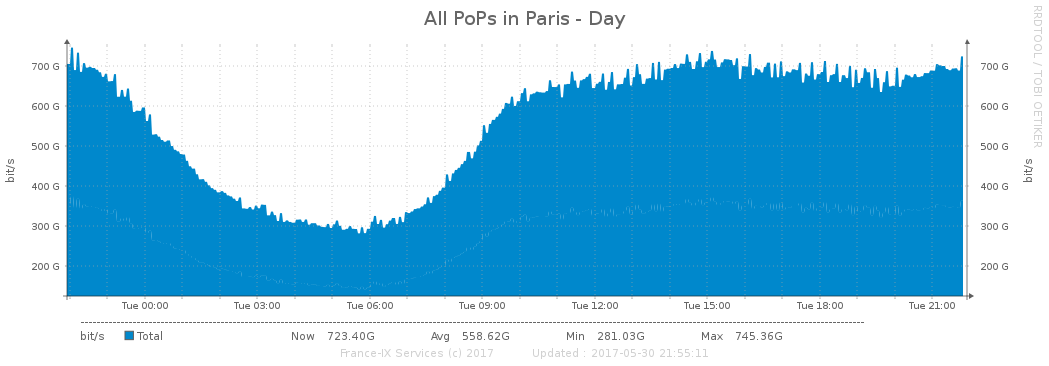 All PoPs in Paris - Day
RRDTOOL / TOBI OETIKER
bit/s
700 G
600 G
500 G
400 G
300 G
200 G
700 G
600 G
500 G
400 G
300 G
200 G
bit/s
Tue 00:00 Tue 03:00 Tue 06:00 Tue 09:00 Tue 12:00 Tue 15:00 Tue 18:00 Tue 21:00
bit/s Total Now 723.40G Avg 558.62G Min 281.03G Max 745.36G
France-IX Services (c) 2017 Updated : 2017-05-30 21:55:11